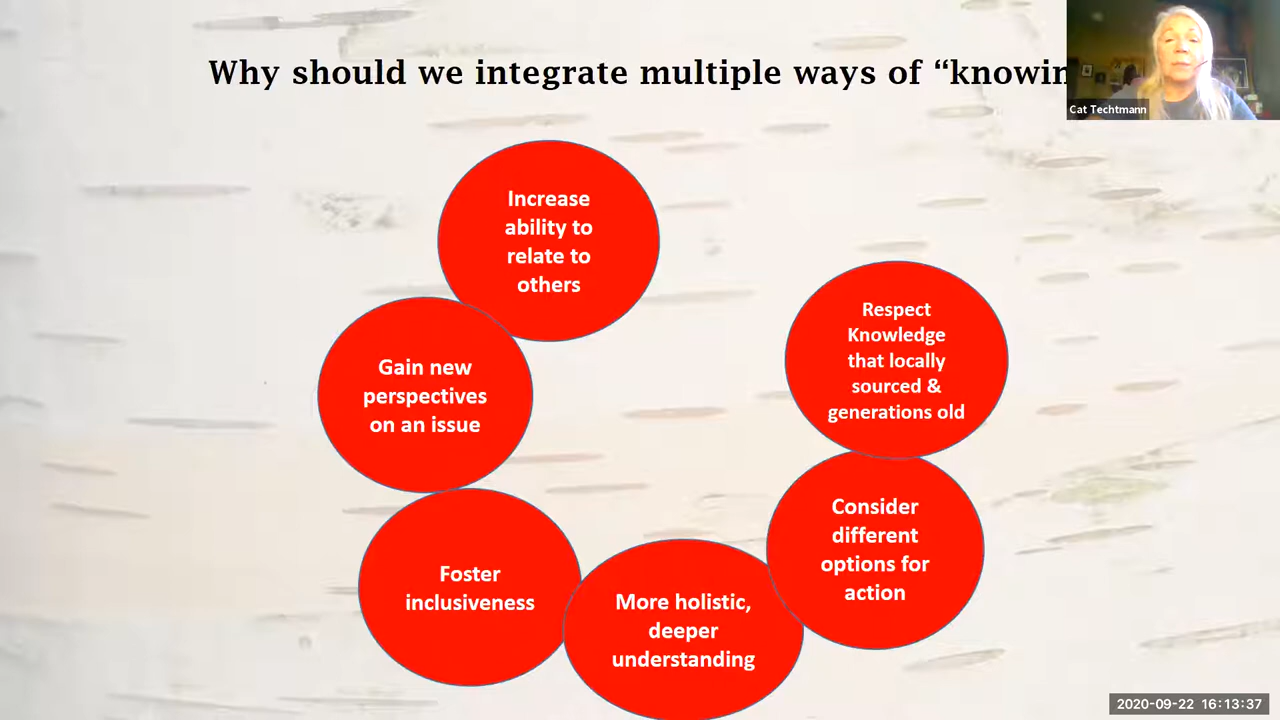 Why should we integrate multiple ways of “knowin
Cat Techtmann
Increase
ability to
relate to
others
Gain new
perspectives
on an issue
Foster
inclusiveness
More holistic,
deeper
understanding
Consider
different
options for
action
Respect
Knowledge
that locally
sourced &
generations old
2020-09-22 16:13:37